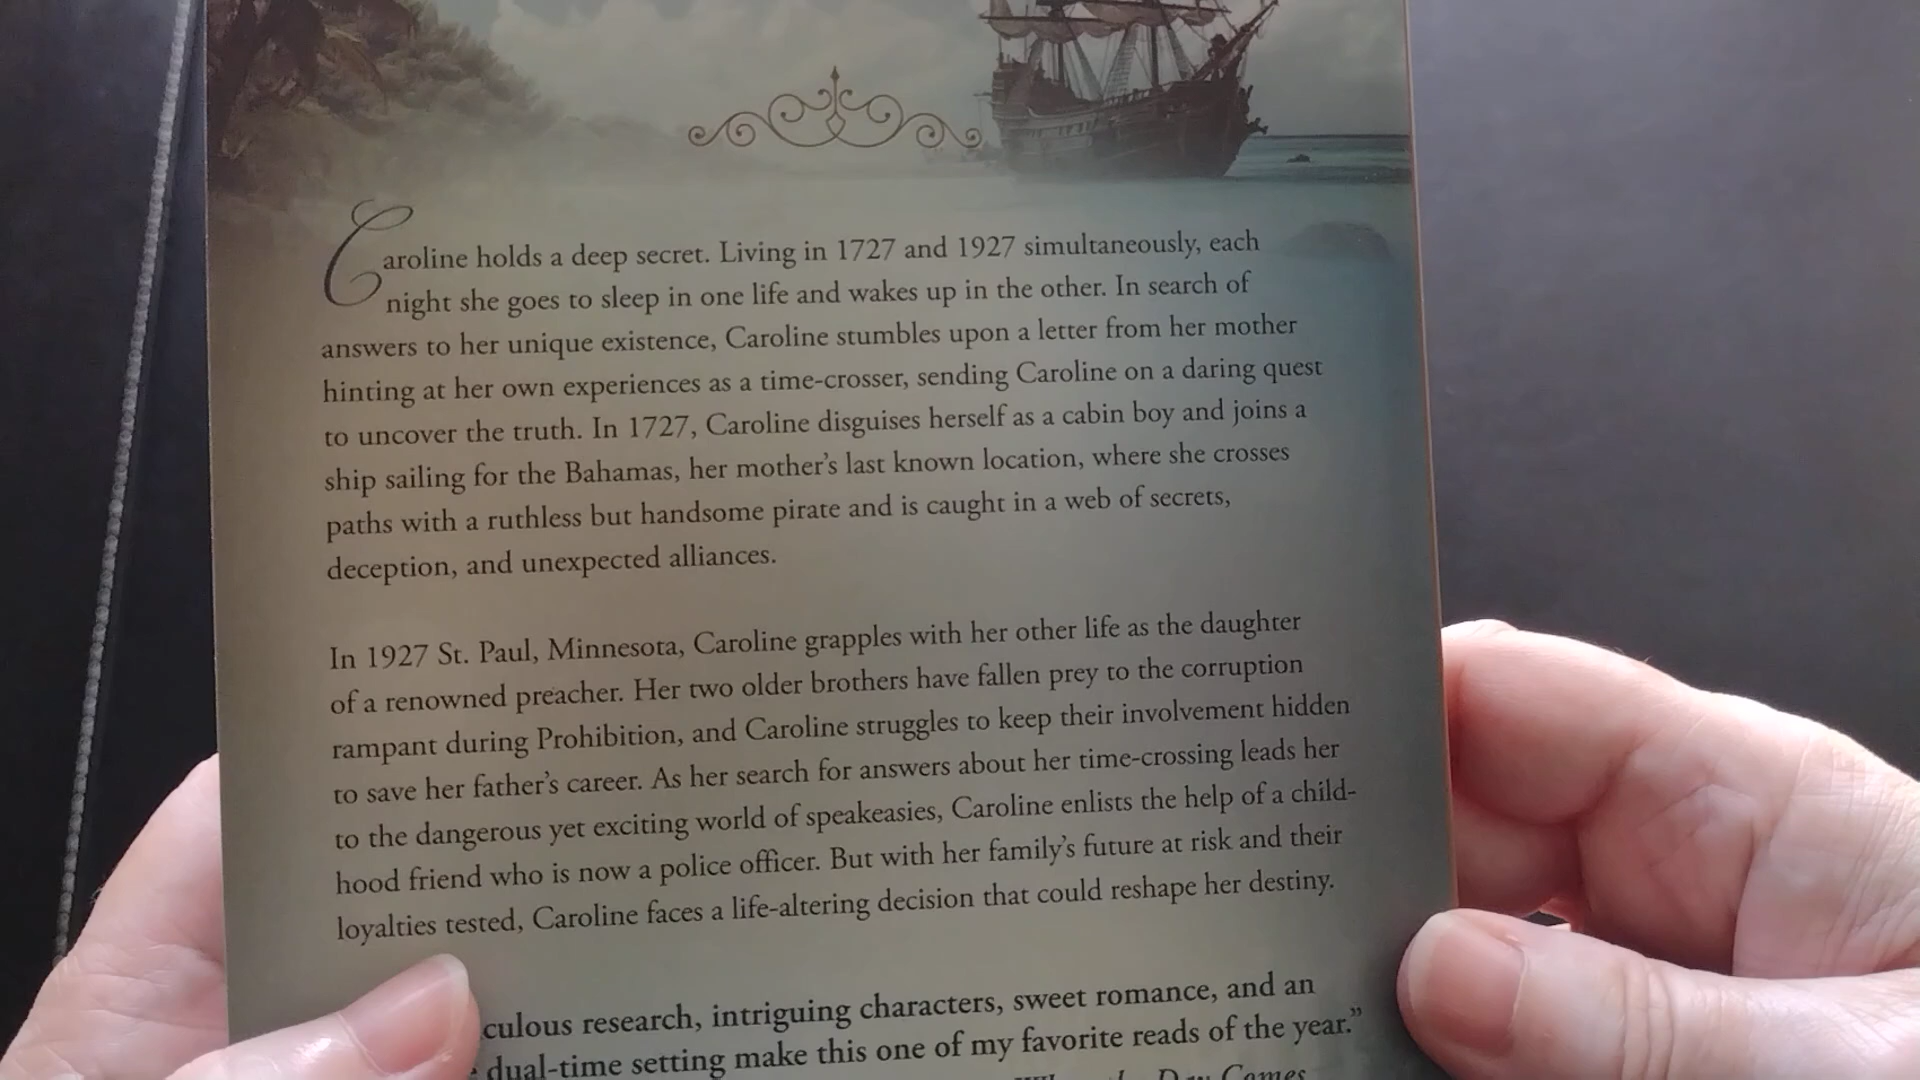 Caroline holds a deep secret. Living in 1727 and 1927 simultaneously, each
night she goes to sleep in one life and wakes up in the other. In search of
answers to her unique existence, Caroline stumbles upon a letter from her mother
hinting at her own experiences as a time-crosser, sending Caroline on a daring quest
to uncover the truth. In 1727, Caroline disguises herself as a cabin boy and joins a
ship sailing for the Bahamas, her mother’s last known location, where she crosses
paths with a ruthless but handsome pirate and is caught in a web of secrets,
deception, and unexpected alliances.
In 1927 St. Paul, Minnesota, Caroline grapples with her other life as the daughter
of a renowned preacher. Her two older brothers have fallen prey to the corruption
rampant during Prohibition, and Caroline struggles to keep their involvement hidden
to save her father’s career. As her search for answers about her time-crossing leads her
to the dangerous yet exciting world of speakeasies, Caroline enlists the help of a child-
hood friend who is now a police officer. But with her family’s future at risk and their
loyalties tested, Caroline faces a life-altering decision that could reshape her destiny.
culous research, intriguing characters, sweet romance, and an
dual-time setting make this one of my favorite reads of the year.”
Day Comes